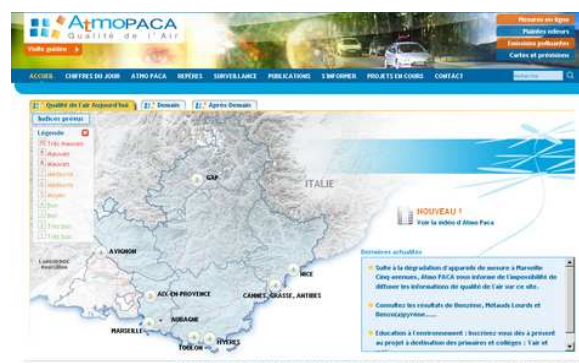 AtmoPACA
Qualité de l'Air
Visite guidée
Mesures en ligne
Plaintes odeurs
Emissions polluantes
Cartes et prévision
ACCUEIL CHIFFRES DU JOUR ATMO PACA REPÈRES SURVEILLANCE PUBLICATIONS S'INFORMER PROJETS EN COURS CONTACT
Qualité de l'air Aujourd'hui Demain Après Demain
Indices prévus
Légende
10 Très mauvais
Mauvais
Mauvais
Médiocre
Médiocre
Moyen
Bon
Bon
Très bon
Très bon
GAP
ITALIE
NOUVEAU !
Voir la vidéo d'Atmo Paca
AVIGNON
NICE
AIX-EN-PROVENCE
CANNES, GRASSE, ANTIBES
AUBAGNE
MARSEILLE
HYERES
TOULON
Dernières actualités
Suite à la dégradation d'appareils de mesure à Marseille
Cinq-avenues, Atmo PACA vous informe de l'impossibilité de
diffuser les informations de qualité de l'air sur ce site.
Consultez les résultats de Benzène, Métaux Lourds et
Education à l'environnement : Inscrivez vous dès à présent
au projet à destination des primaires et collèges : l'air et